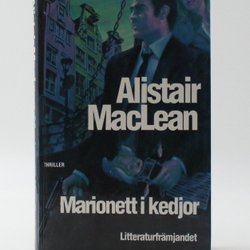 Alistair
MacLean
THRILLER
Marionett i kedjor
Litteraturfrämjandet